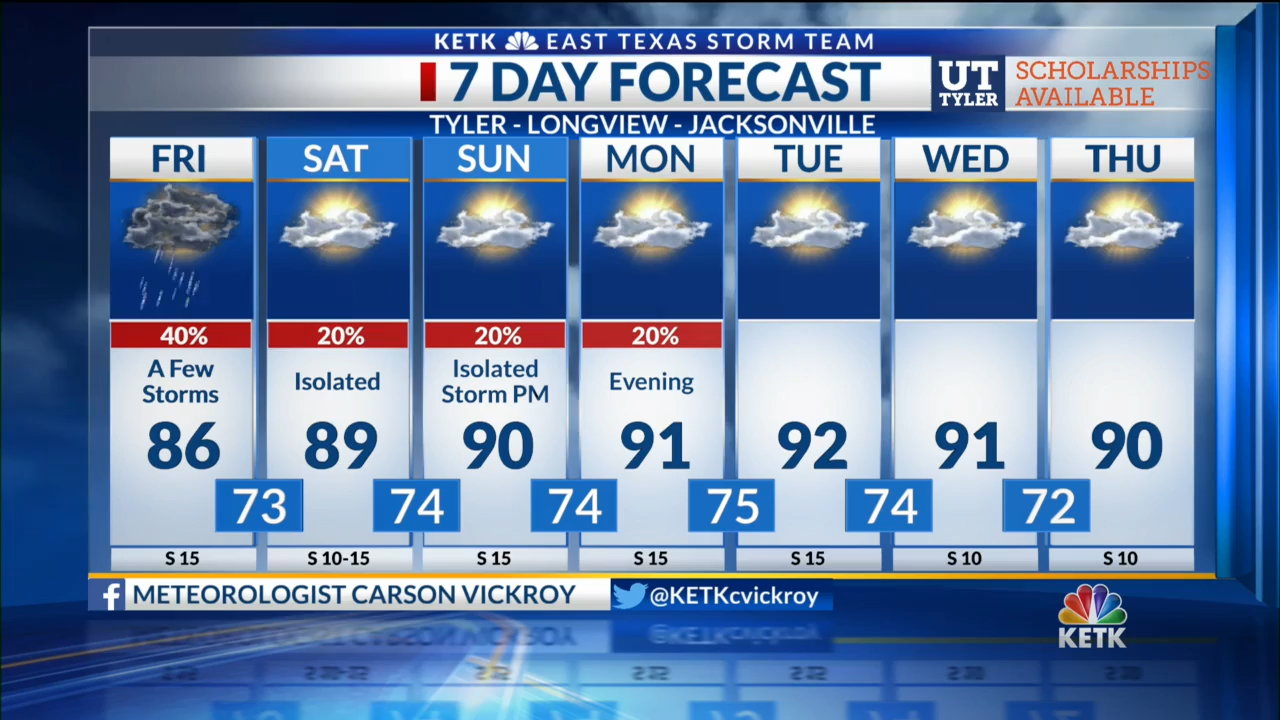 KETK EAST TEXAS STORM TEAM
7 DAY FORECAST
UT TYLER
SCHOLARSHIPS AVAILABLE
TYLER - LONGVIEW - JACKSONVILLE
FRI SAT SUN MON TUE WED THU
40% 20% 20% 20%
A Few Storms
Isolated
Isolated Storm PM
Evening
86 89 90 91 92 91 90
73 74 74 75 74 72
S 15 S 10-15 S 15 S 15 S 15 S 10 S 10
f METEOROLOGIST CARSON VICKROY @KETKcvickroy
KETK